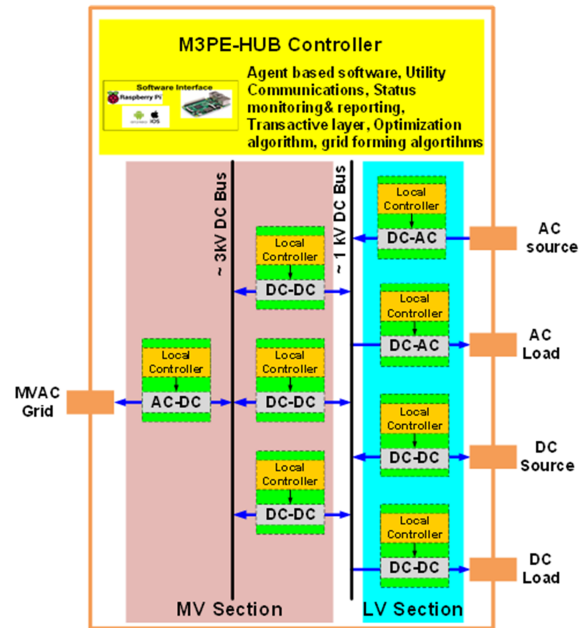 M3PE-HUB Controller
Software Interface
Raspberry Pi
iOS
Agent based software, Utility
Communications, Status
monitoring& reporting,
Transactive layer, Optimization
algorithm, grid forming algortihms
~ 3kV DC Bus
~ 1 kV DC Bus
Local
Controller
DC-AC
AC
source
Local
Controller
DC-DC
Local
Controller
DC-AC
AC
Load
MVAC
Grid
Local
Controller
AC-DC
Local
Controller
DC-DC
Local
Controller
DC-DC
DC
Source
Local
Controller
DC-DC
Local
Controller
DC-DC
DC
Load
MV Section
LV Section